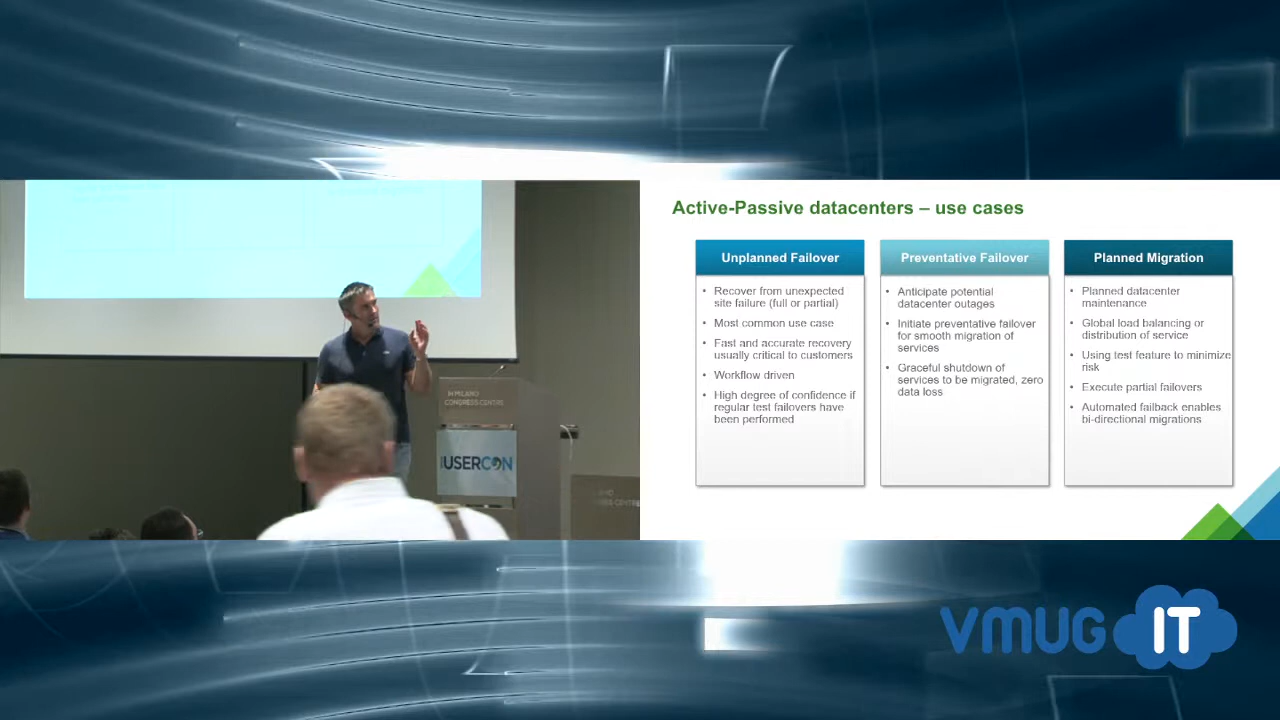 Active-Passive datacenters – use cases
Unplanned Failover
• Recover from unexpected
site failure (full or partial)
• Most common use case
• Fast and accurate recovery
usually critical to customers
• Workflow driven
• High degree of confidence if
regular test failovers have
been performed
Preventative Failover
• Anticipate potential
datacenter outages
• Initiate preventative failover
for smooth migration of
services
• Graceful shutdown of
services to be migrated, zero
data loss
Planned Migration
• Planned datacenter
maintenance
• Global load balancing or
distribution of service
• Using test feature to minimize
risk
• Execute partial failovers
• Automated failback enables
bi-directional migrations
MILANO
CONGRESS CENTRE
USERCON
VMUG IT